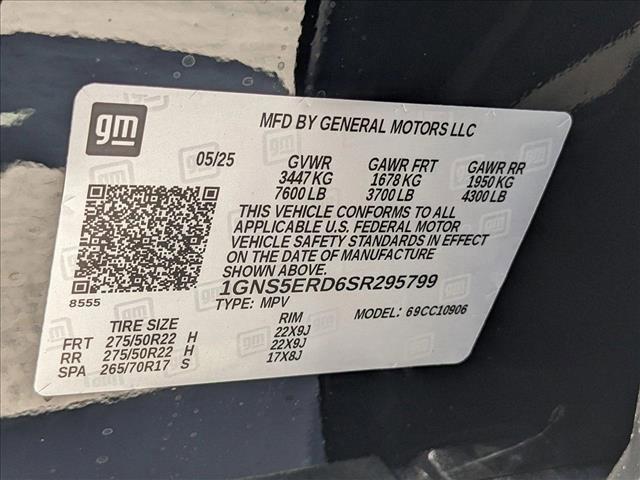 gm
MFD BY GENERAL MOTORS LLC
05/25 GVWR GAWR FRT GAWR RR
3447 KG 1678 KG 1950 KG
7600 LB 3700 LB 4300 LB
THIS VEHICLE CONFORMS TO ALL
APPLICABLE U.S. FEDERAL MOTOR
VEHICLE SAFETY STANDARDS IN EFFECT
ON THE DATE OF MANUFACTURE
SHOWN ABOVE.
1GNS5ERD6SR295799
8555
TYPE: MPV MODEL: 69CC10906
TIRE SIZE RIM
FRT 275/50R22 H 22X9J
RR 275/50R22 H 22X9J
SPA 265/70R17 S 17X8J